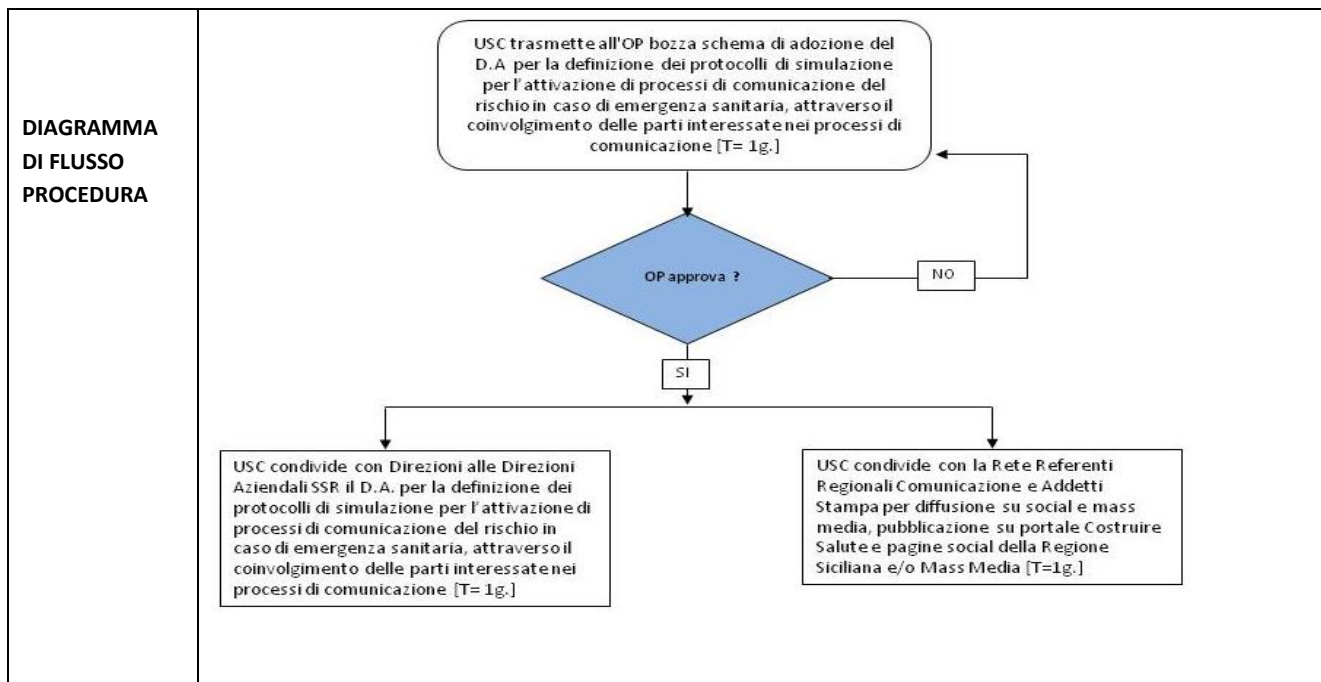 DIAGRAMMA
DI FLUSSO
PROCEDURA
USC trasmette all'OP bozza schema di adozione del
D.A per la definizione dei protocolli di simulazione
per l'attivazione di processi di comunicazione del
rischio in caso di emergenza sanitaria, attraverso il
coinvolgimento delle parti interessate nei processi di
comunicazione [T= 1g.]
OP approva ?
NO
SI
USC condivide con Direzioni alle Direzioni
Aziendali SSR il D.A. per la definizione dei
protocolli di simulazione per l'attivazione di
processi di comunicazione del rischio in
caso di emergenza sanitaria, attraverso il
coinvolgimento delle parti interessate nei
processi di comunicazione [T= 1g.]
USC condivide con la Rete Referenti
Regionali Comunicazione e Addetti
Stampa per diffusione su social e mass
media, pubblicazione su portale Costruire
Salute e pagine social della Regione
Siciliana e/o Mass Media [T=1g.]